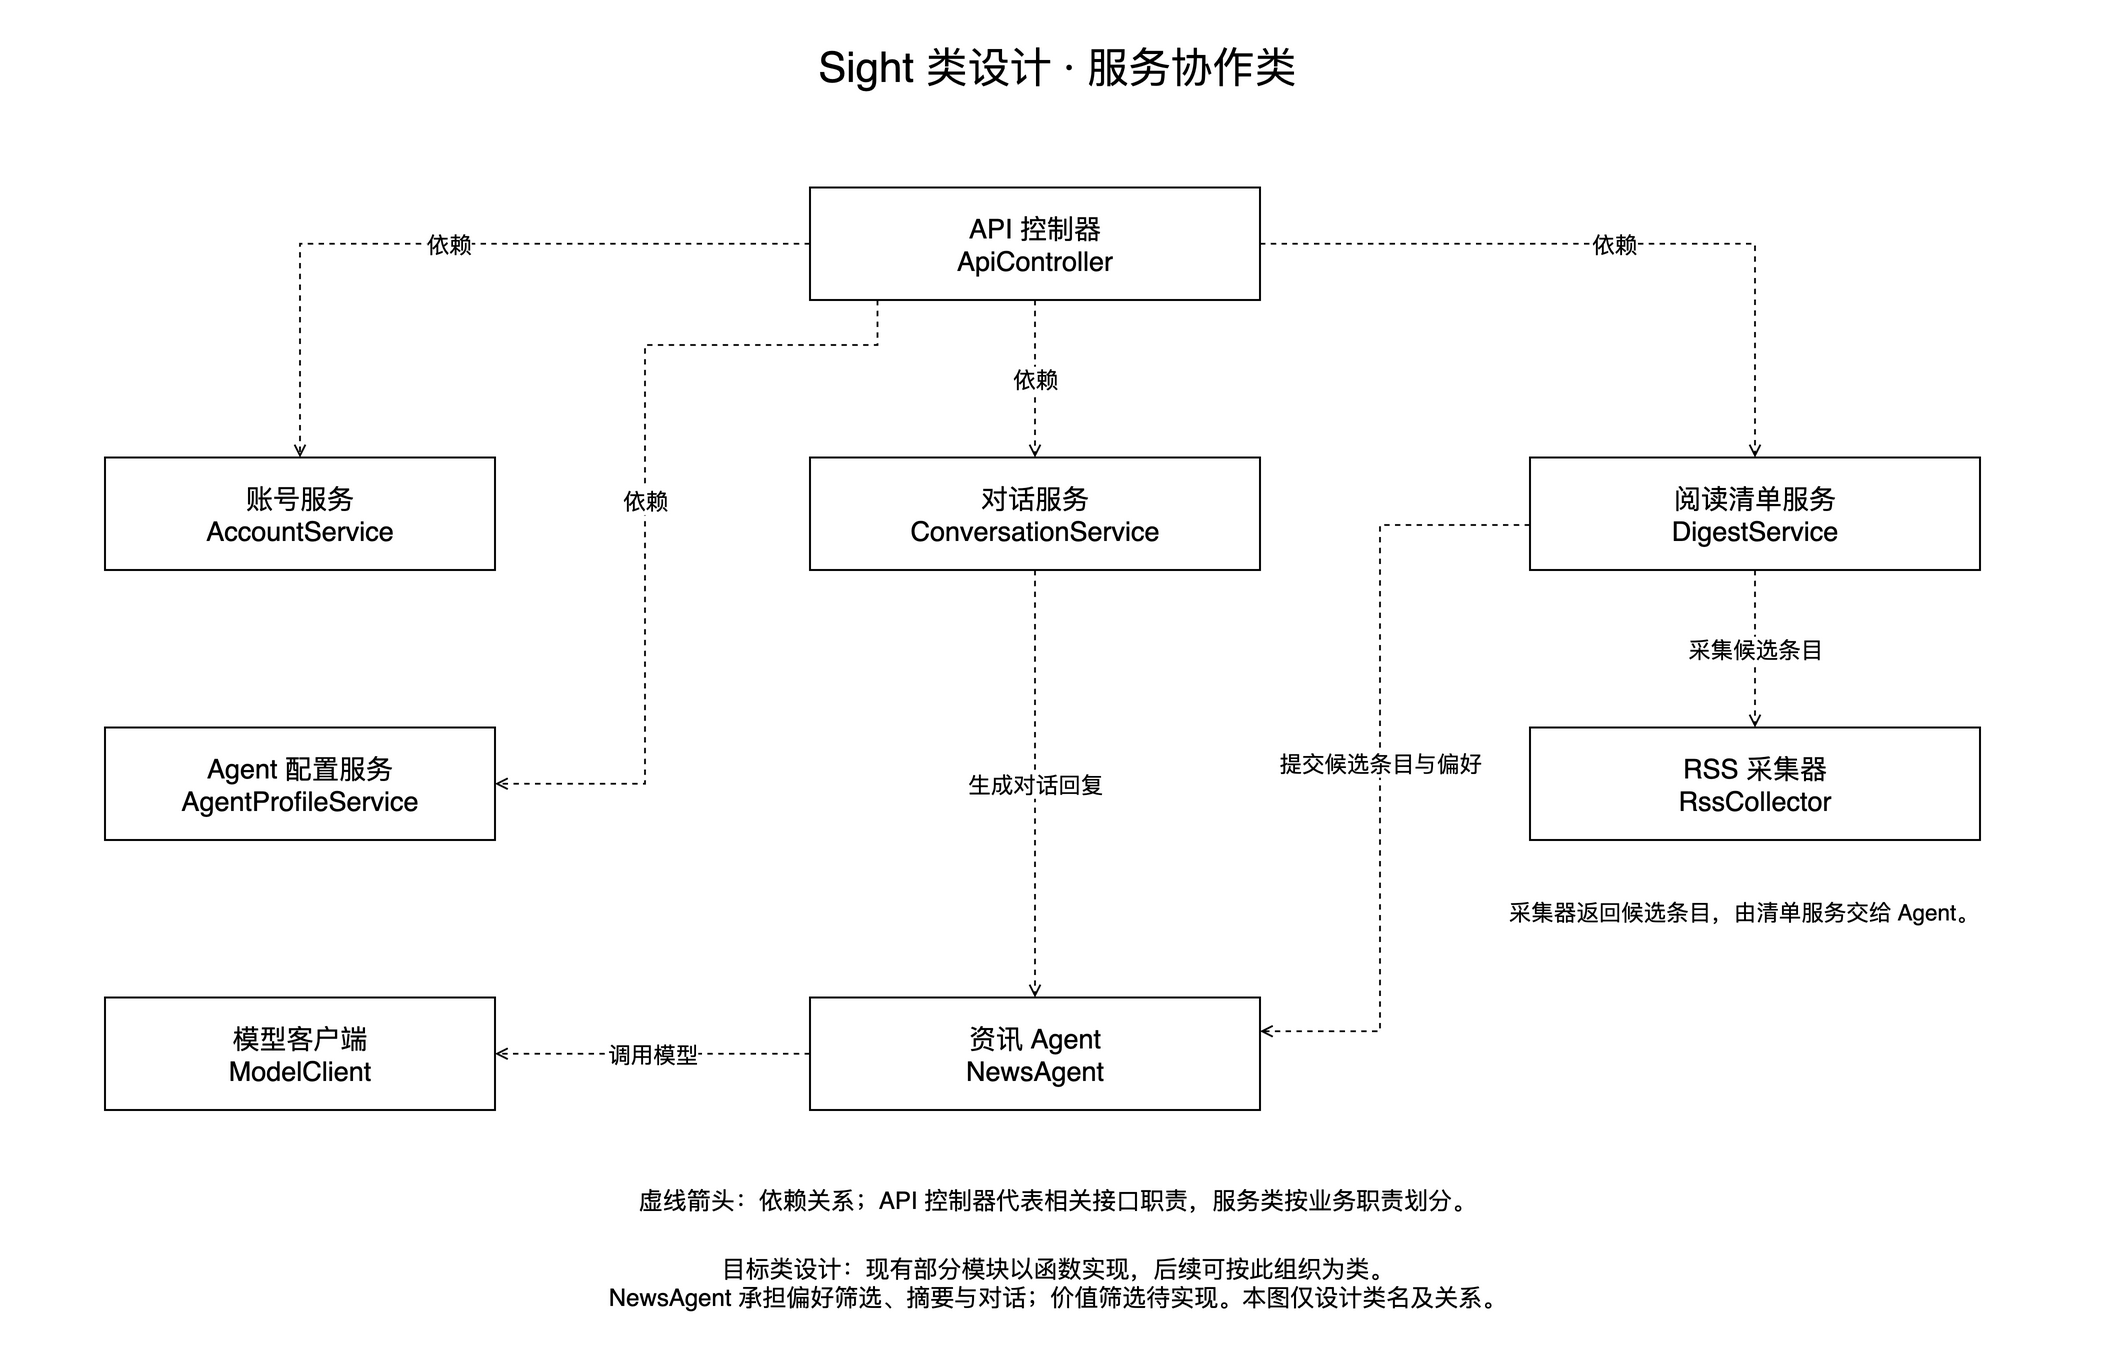 Sight 类设计 · 服务协作类
API 控制器
ApiController
依赖
依赖
依赖
依赖
账号服务
AccountService
对话服务
ConversationService
阅读清单服务
DigestService
采集候选条目
Agent 配置服务
AgentProfileService
生成对话回复
提交候选条目与偏好
RSS 采集器
RssCollector
采集器返回候选条目，由清单服务交给 Agent。
模型客户端
ModelClient
调用模型
资讯 Agent
NewsAgent
虚线箭头：依赖关系；API 控制器代表相关接口职责，服务类按业务职责划分。
目标类设计：现有部分模块以函数实现，后续可按此组织为类。
NewsAgent 承担偏好筛选、摘要与对话；价值筛选待实现。本图仅设计类名及关系。